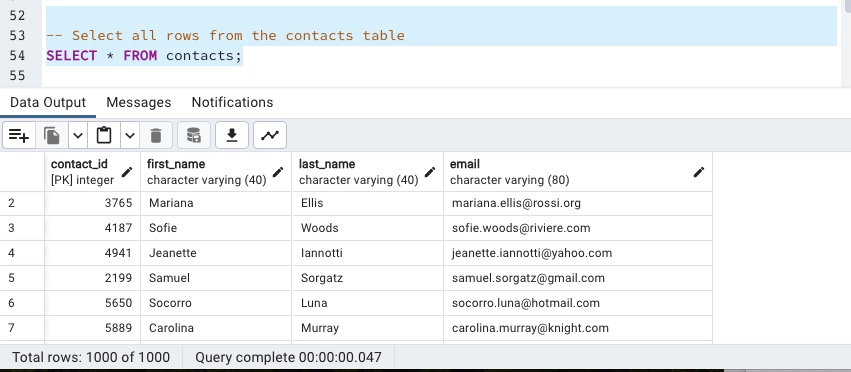 52
53 -- Select all rows from the contacts table
54 SELECT * FROM contacts;
55
Data Output Messages Notifications
contact_id first_name last_name email
[PK] integer character varying (40) character varying (40) character varying (80)
2 3765 Mariana Ellis mariana.ellis@rossi.org
3 4187 Sofie Woods sofie.woods@riviere.com
4 4941 Jeanette Iannotti jeanette.iannotti@yahoo.com
5 2199 Samuel Sorgatz samuel.sorgatz@gmail.com
6 5650 Socorro Luna socorro.luna@hotmail.com
7 5889 Carolina Murray carolina.murray@knight.com
Total rows: 1000 of 1000 Query complete 00:00:00.047